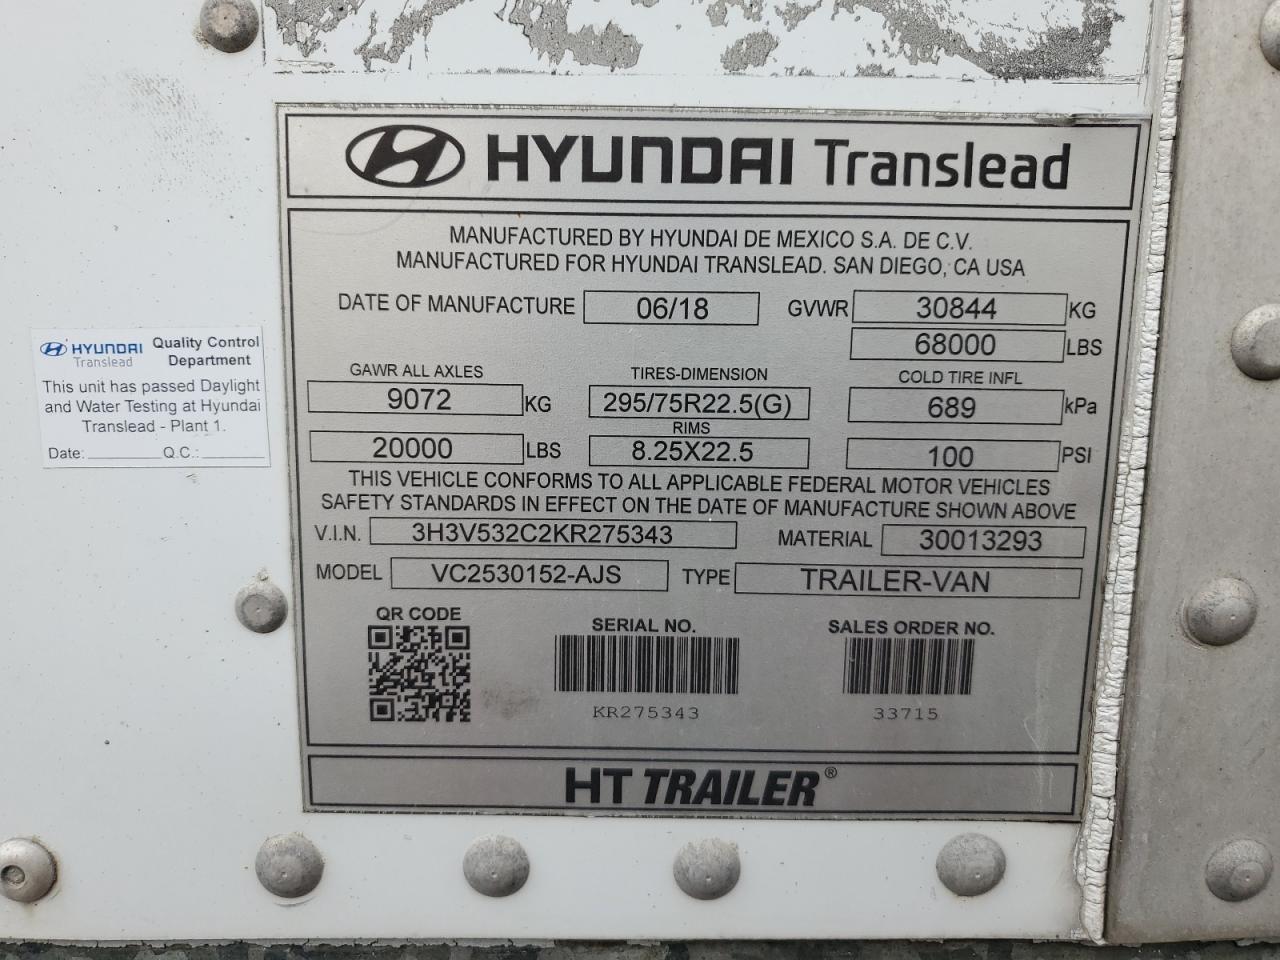 HYUNDAI Translead
MANUFACTURED BY HYUNDAI DE MEXICO S.A. DE C.V.
MANUFACTURED FOR HYUNDAI TRANSLEAD. SAN DIEGO, CA USA
DATE OF MANUFACTURE 06/18 GVWR 30844 KG
68000 LBS
GAWR ALL AXLES TIRES-DIMENSION COLD TIRE INFL
9072 KG 295/75R22.5(G) 689 kPa
RIMS
20000 LBS 8.25X22.5 100 PSI
THIS VEHICLE CONFORMS TO ALL APPLICABLE FEDERAL MOTOR VEHICLES
SAFETY STANDARDS IN EFFECT ON THE DATE OF MANUFACTURE SHOWN ABOVE
V.I.N. 3H3V532C2KR275343 MATERIAL 30013293
MODEL VC2530152-AJS TYPE TRAILER-VAN
QR CODE SERIAL NO. SALES ORDER NO.
KR275343 33715
HT TRAILER®
HYUNDAI Translead Quality Control
Department
This unit has passed Daylight
and Water Testing at Hyundai
Translead - Plant 1.
Date:________ Q.C.:________